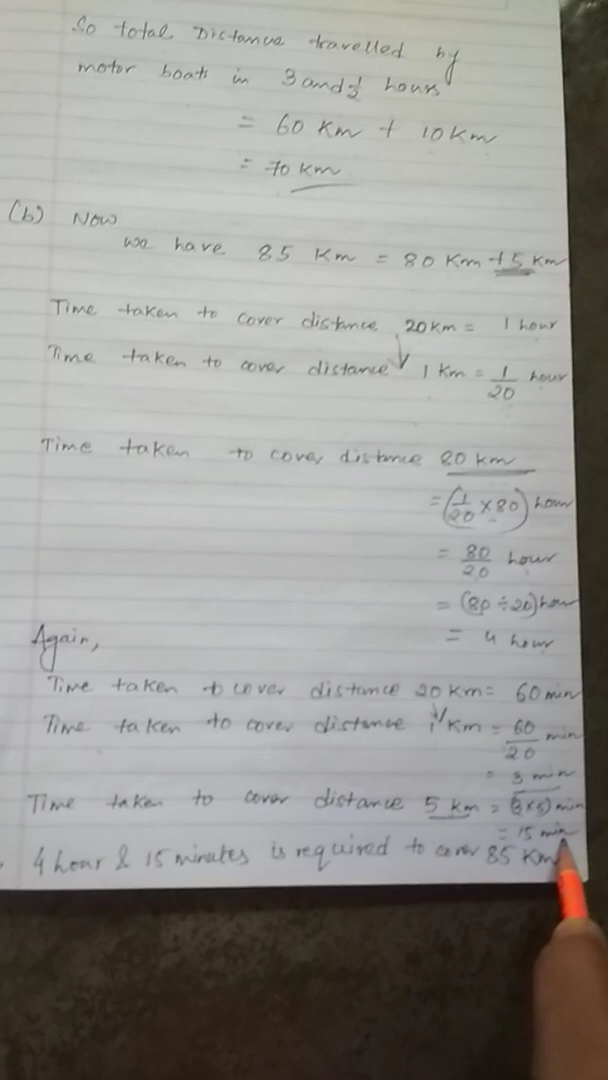 So total Distance travelled by
motor boats in 3 and 1/2 hours
= 60 Km + 10 Km
= 70 Km
(b) Now
we have 85 Km = 80 Km + 5 Km
Time taken to cover distance 20 Km = 1 hour
Time taken to cover distance 1 Km = 1/20 hour
Time taken to cover distance 80 Km
= (1/20 × 80) hour
= 80/20 hour
= (80 ÷ 20) hour
= 4 hour
Again,
Time taken to cover distance 20 Km = 60 min
Time taken to cover distance 1 Km = 60/20 min
= 3 min
Time taken to cover distance 5 Km = (3 × 5) min
= 15 min
4 hour & 15 minutes is required to cover 85 Km